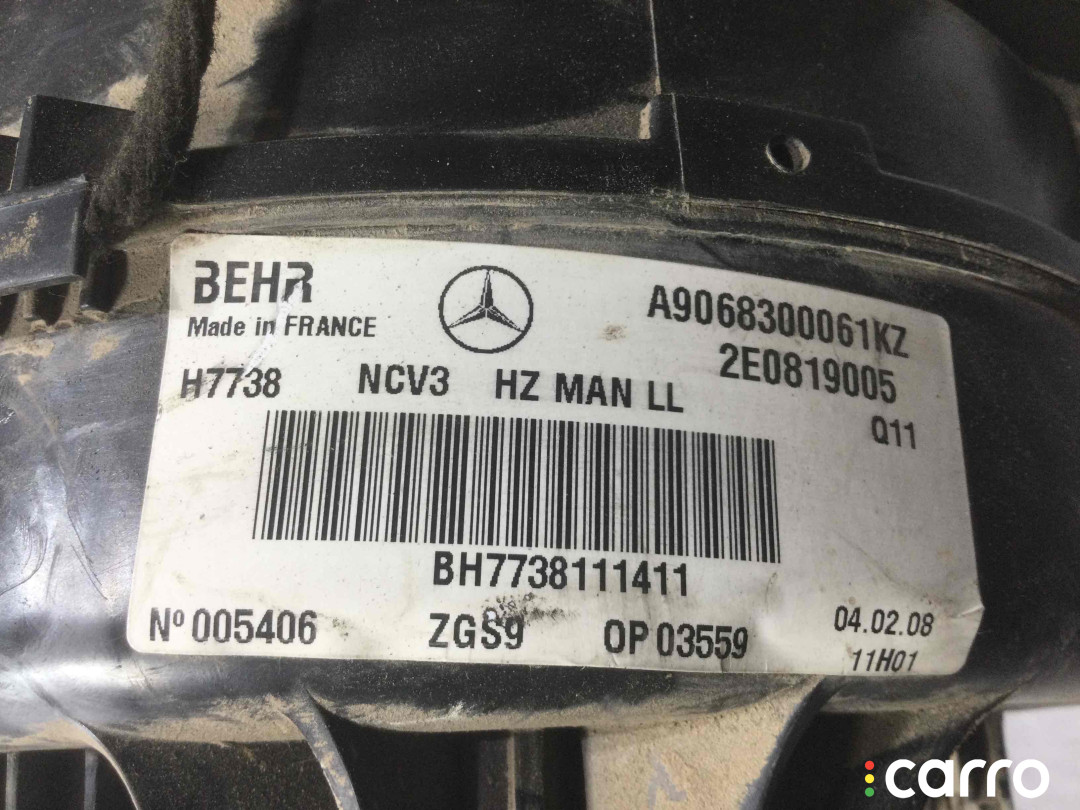 BEHR
Made in FRANCE
A9068300061KZ
2E0819005
H7738 NCV3 HZ MAN LL
Q11
BH7738111411
Nº 005406 ZGS9 OP 03559
04.02.08
11H01
carro